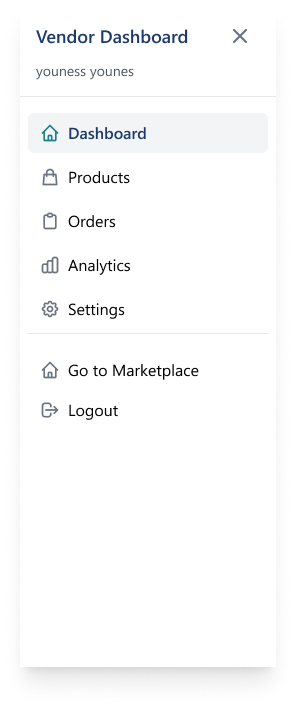 Vendor Dashboard
youness younes
Dashboard
Products
Orders
Analytics
Settings
Go to Marketplace
Logout